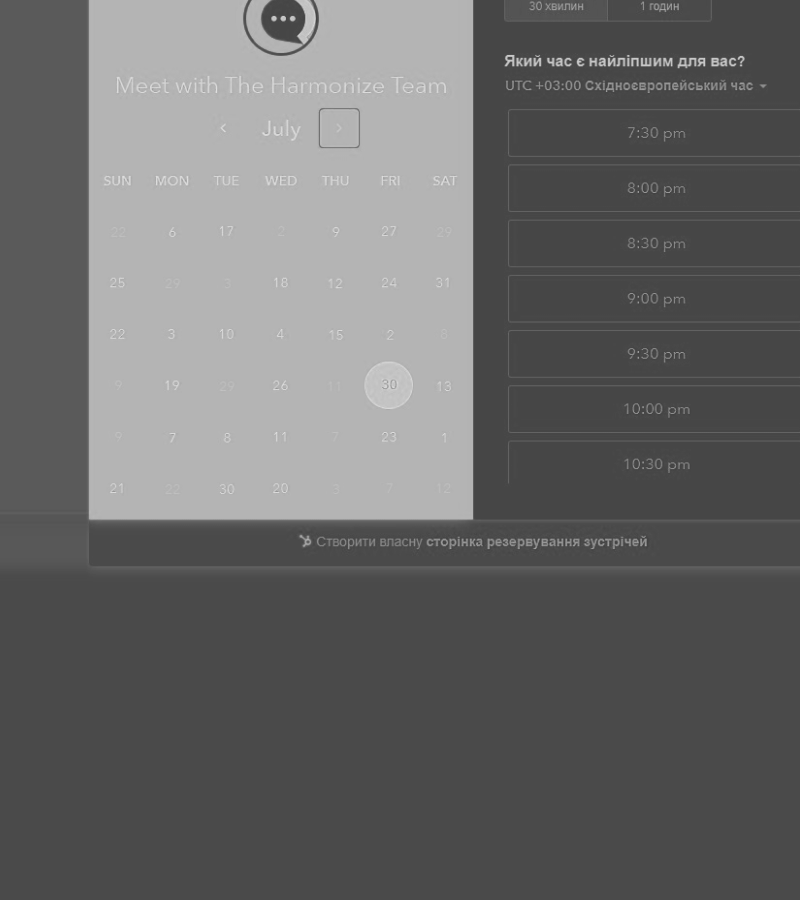 30 хвилин 1 годин
Meet with The Harmonize Team
July
SUN MON TUE WED THU FRI SAT
22 6 17 2 9 27 29
25 29 3 18 12 24 31
22 3 10 4 15 2 8
9 19 29 26 11 30 13
9 7 8 11 7 23 1
21 22 30 20 3 7 12
Який час є найліпшим для вас?
UTC +03:00 Східноєвропейський час
7:30 pm
8:00 pm
8:30 pm
9:00 pm
9:30 pm
10:00 pm
10:30 pm
Створити власну сторінка резервування зустрічей